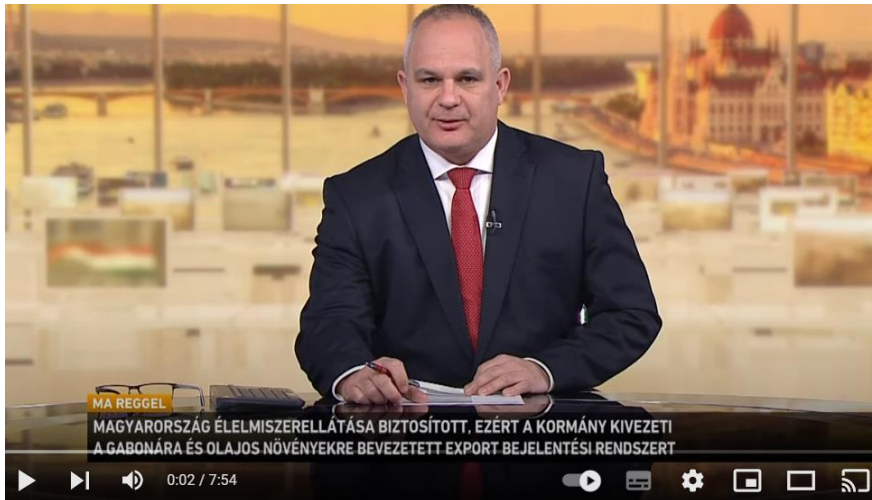 MA REGGEL
MAGYARORSZÁG ÉLELMISZERELLÁTÁSA BIZTOSÍTOTT, EZÉRT A KORMÁNY KIVEZETI
A GABONÁRA ÉS OLAJOS NÖVÉNYEKRE BEVEZETETT EXPORT BEJELENTÉSI RENDSZERT
0:02 / 7:54